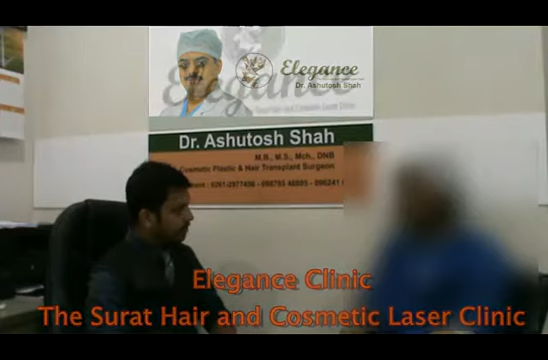 Elegance
Dr. Ashutosh Shah
Dr. Ashutosh Shah
M.B., M.S., Mch., DNB
Cosmetic Plastic & Hair Transplant Surgeon
Elegance Clinic
The Surat Hair and Cosmetic Laser Clinic